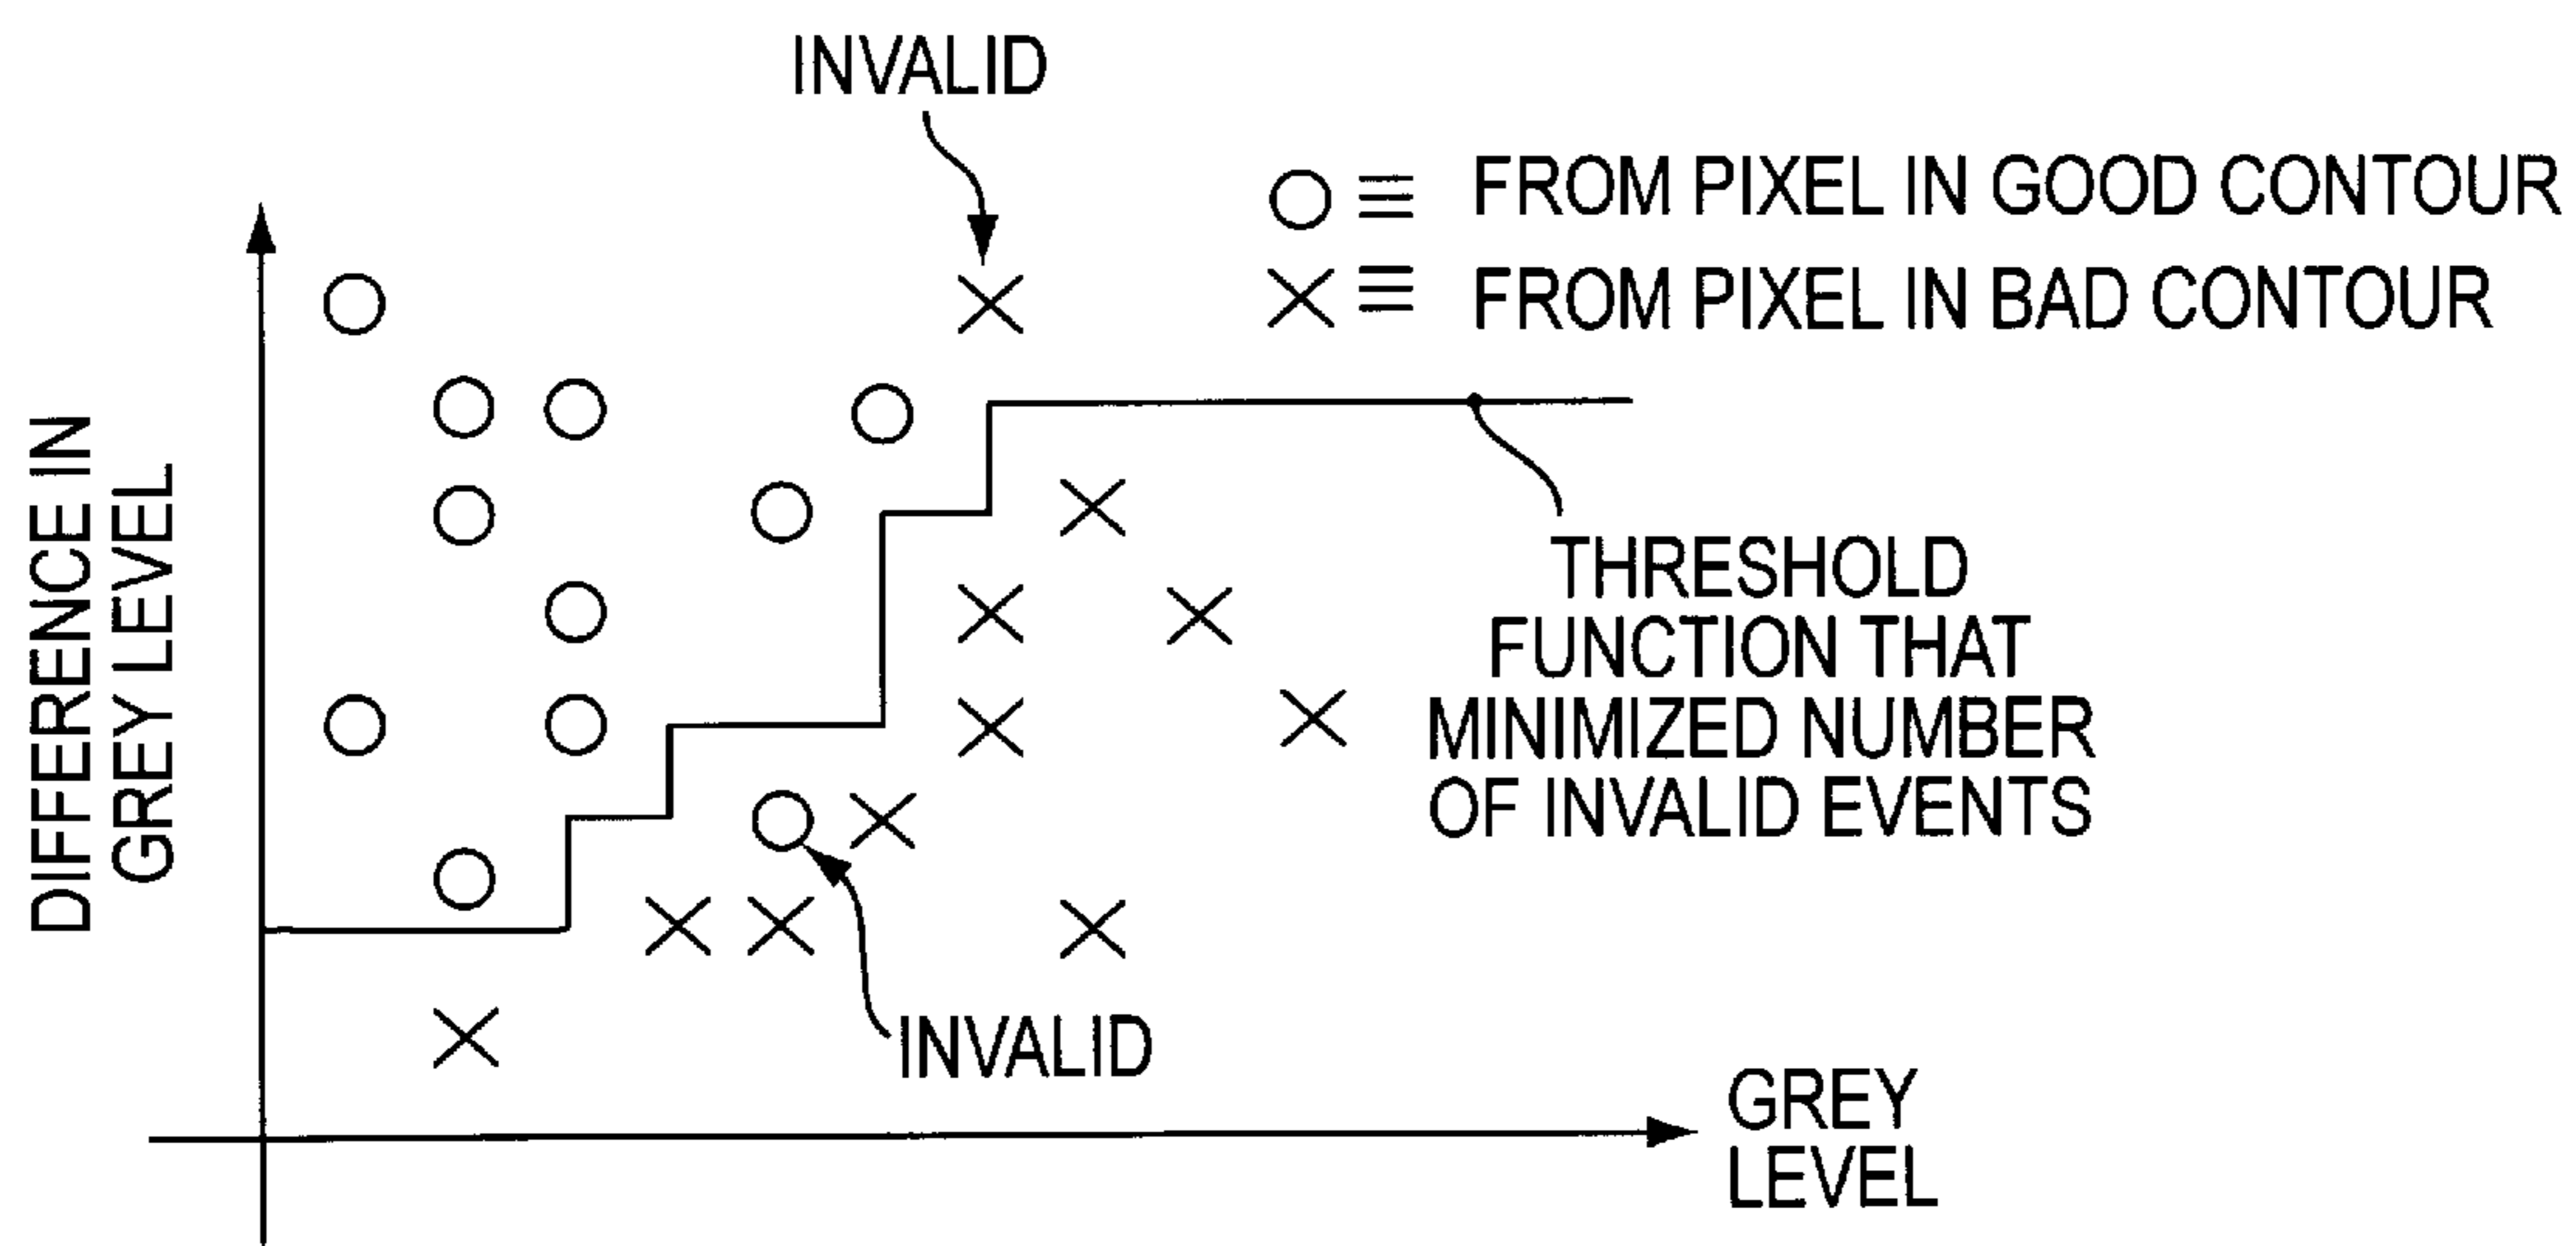 INVALID
○ ≡ FROM PIXEL IN GOOD CONTOUR
× ≡ FROM PIXEL IN BAD CONTOUR
DIFFERENCE IN
GREY LEVEL
THRESHOLD
FUNCTION THAT
MINIMIZED NUMBER
OF INVALID EVENTS
INVALID
GREY
LEVEL